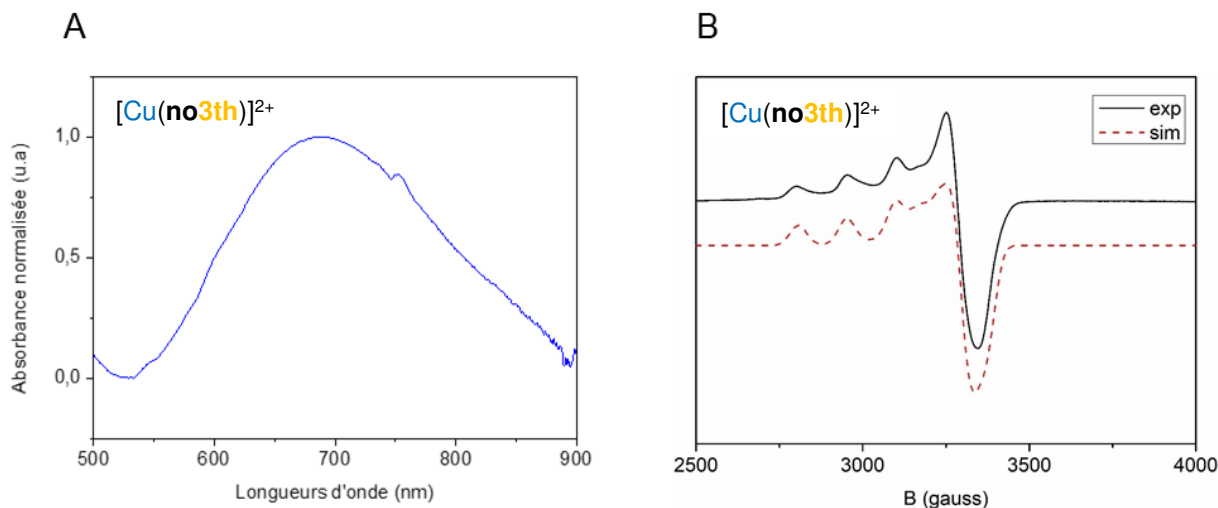 A
B
[Cu(no3th)]²⁺
Absorbance normalisée (u.a)
1,0
0,5
0,0
500
600
700
800
900
Longueurs d'onde (nm)
[Cu(no3th)]²⁺
exp
sim
2500
3000
3500
4000
B (gauss)